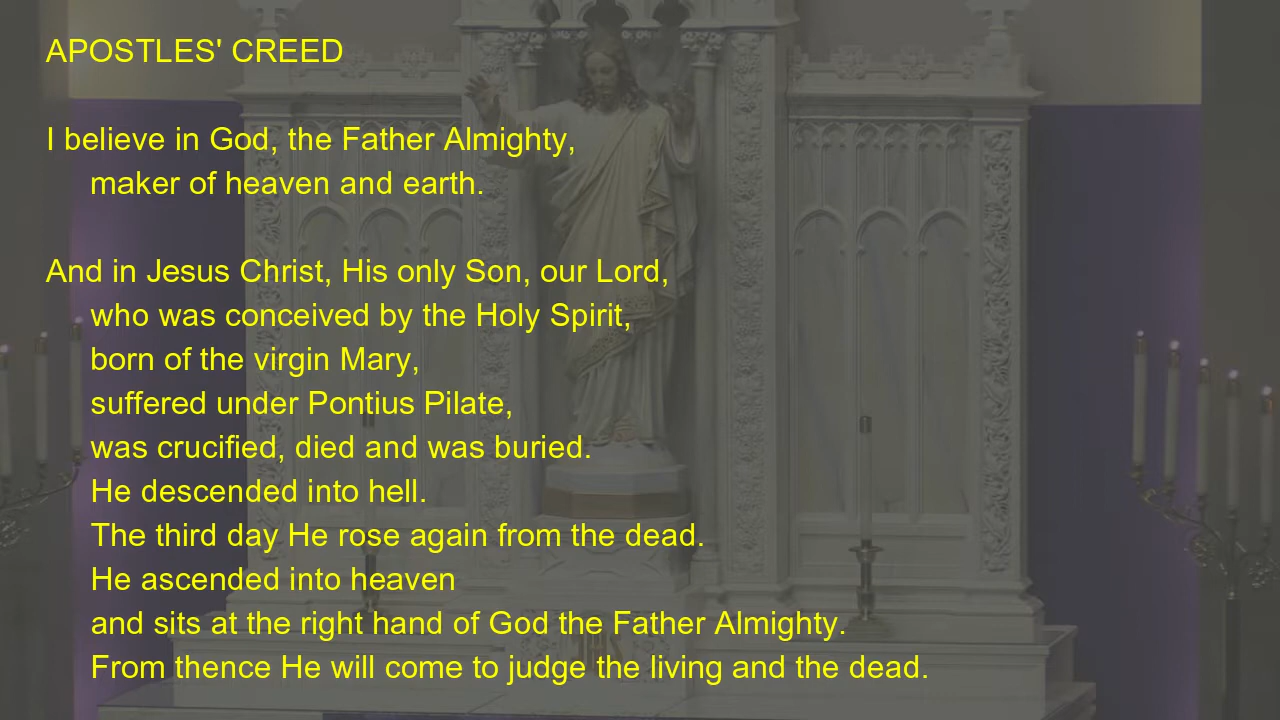 APOSTLES' CREED
I believe in God, the Father Almighty,
maker of heaven and earth.
And in Jesus Christ, His only Son, our Lord,
who was conceived by the Holy Spirit,
born of the virgin Mary,
suffered under Pontius Pilate,
was crucified, died and was buried.
He descended into hell.
The third day He rose again from the dead.
He ascended into heaven
and sits at the right hand of God the Father Almighty.
From thence He will come to judge the living and the dead.